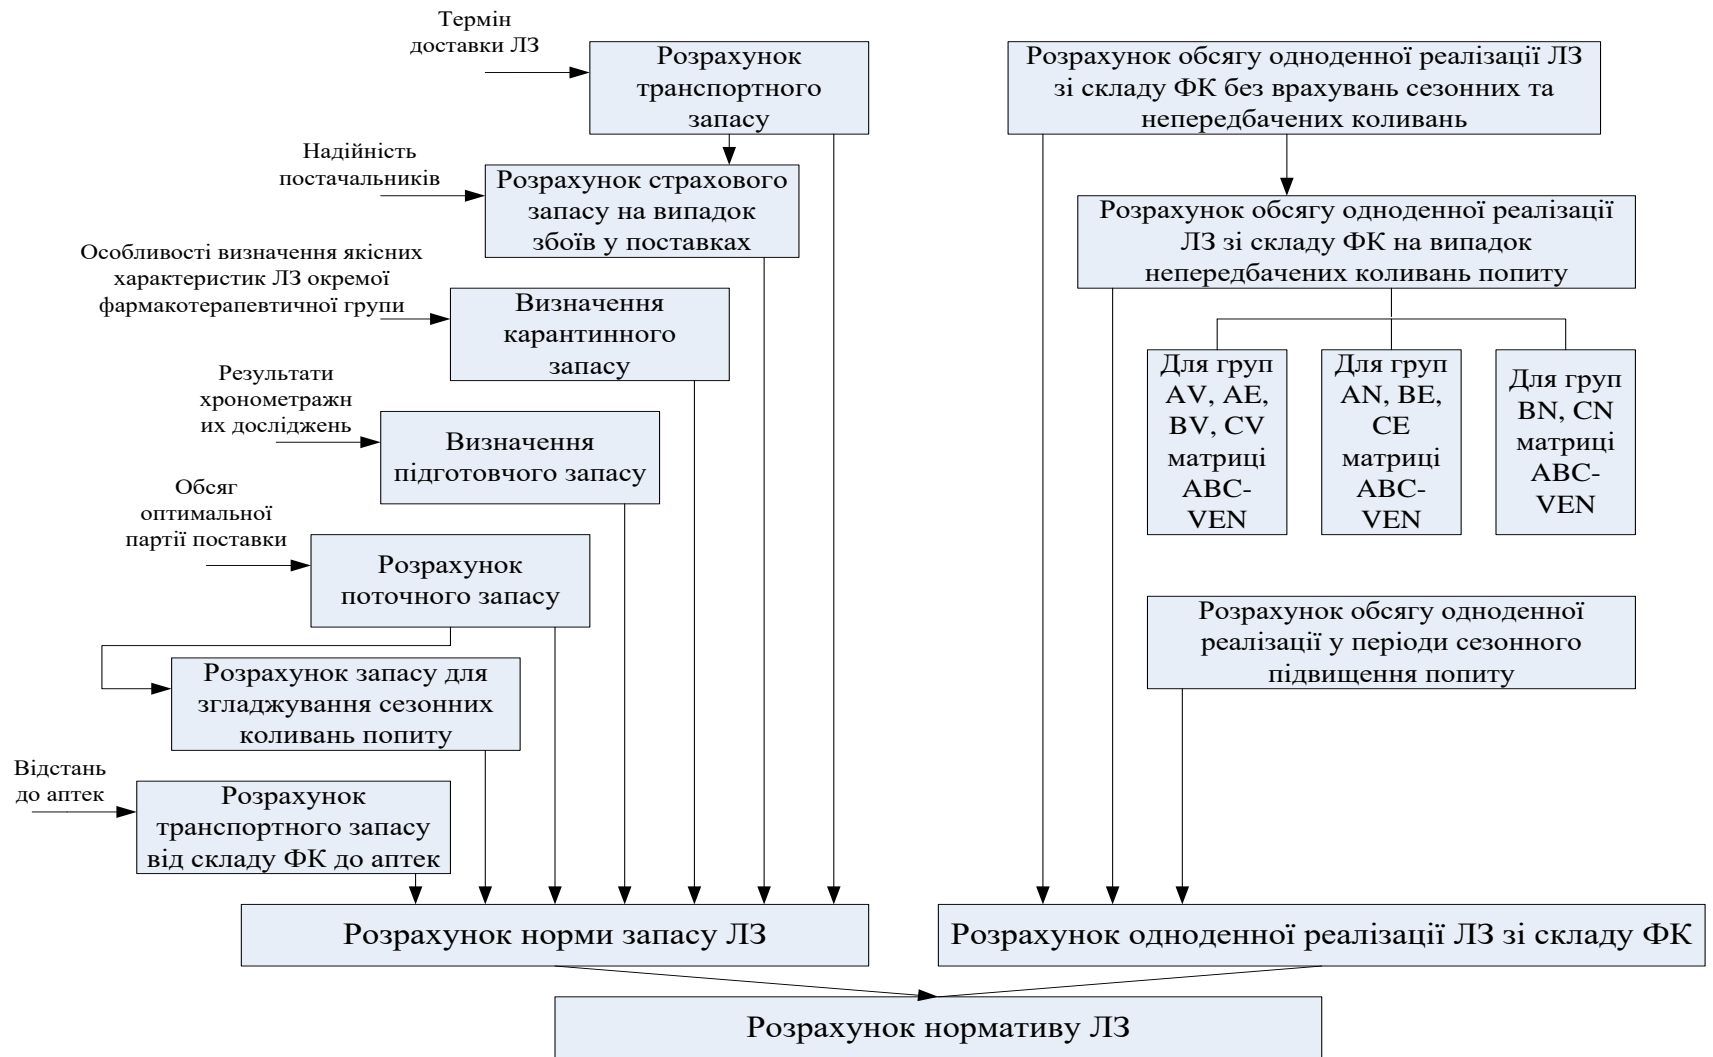 Термін
доставки ЛЗ
Розрахунок
транспортного
запасу
Надійність
постачальників
Розрахунок страхового
запасу на випадок
збоїв у поставках
Особливості визначення якісних
характеристик ЛЗ окремої
фармакотерапевтичної групи
Визначення
карантинного
запасу
Результати
хронометражн
их досліджень
Визначення
підготовчого запасу
Обсяг
оптимальної
партії поставки
Розрахунок
поточного запасу
Розрахунок запасу для
згладжування сезонних
коливань попиту
Відстань
до аптек
Розрахунок
транспортного запасу
від складу ФК до аптек
Розрахунок норми запасу ЛЗ
Розрахунок обсягу одноденної реалізації ЛЗ
зі складу ФК без врахувань сезонних та
непередбачених коливань
Розрахунок обсягу одноденної реалізації
ЛЗ зі складу ФК на випадок
непередбачених коливань попиту
Для груп
AV, AE,
BV, CV
матриці
ABC-
VEN
Для груп
AN, BE,
CE
матриці
ABC-
VEN
Для груп
BN, CN
матриці
ABC-
VEN
Розрахунок обсягу одноденної
реалізації у періоди сезонного
підвищення попиту
Розрахунок одноденної реалізації ЛЗ зі складу ФК
Розрахунок нормативу ЛЗ